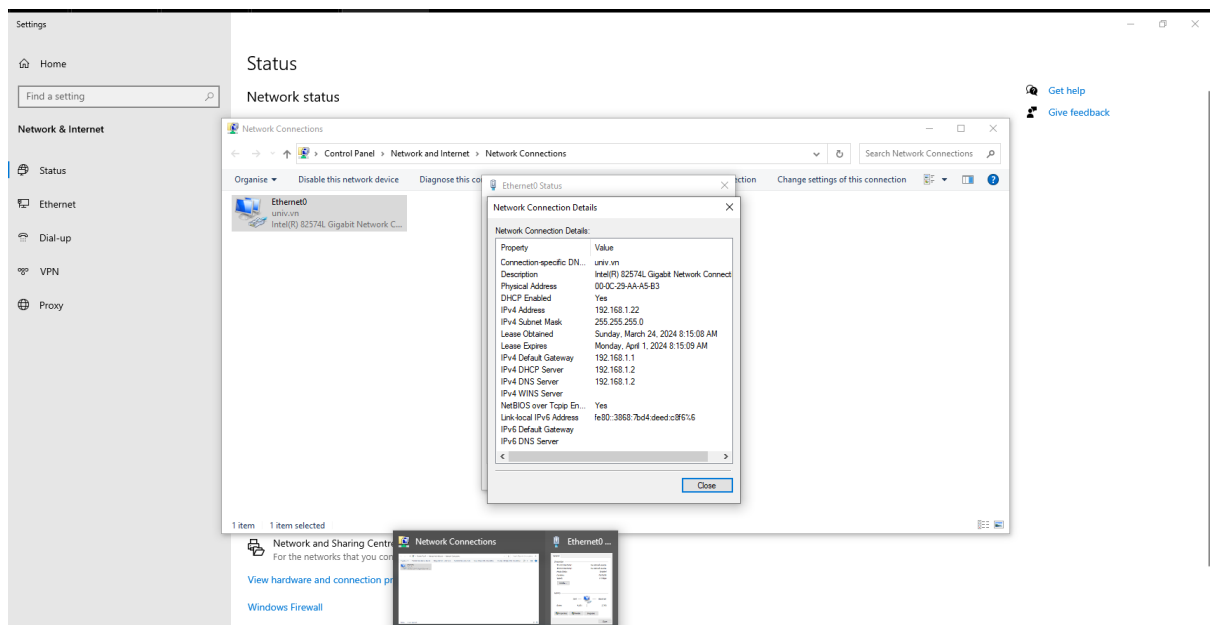 Settings
Home
Find a setting
Network & Internet
Status
Ethernet
Dial-up
VPN
Proxy
Status
Network status
Get help
Give feedback
Network Connections
Control Panel > Network and Internet > Network Connections
Search Network Connections
Organise Disable this network device Diagnose this co ection Change settings of this connection
Ethernet0
univ.vn
Intel(R) 82574L Gigabit Network C...
Ethernet0 Status
Network Connection Details
Network Connection Details:
Property Value
Connection-specific DN... univ.vn
Description Intel(R) 82574L Gigabit Network Connect
Physical Address 00-0C-29-AA-A5-B3
DHCP Enabled Yes
IPv4 Address 192.168.1.22
IPv4 Subnet Mask 255.255.255.0
Lease Obtained Sunday, March 24, 2024 8:15:08 AM
Lease Expires Monday, April 1, 2024 8:15:09 AM
IPv4 Default Gateway 192.168.1.1
IPv4 DHCP Server 192.168.1.2
IPv4 DNS Server 192.168.1.2
IPv4 WINS Server
NetBIOS over Tcpip En... Yes
Link-local IPv6 Address fe80::3868:7bd4:deed:c8f6%6
IPv6 Default Gateway
IPv6 DNS Server
Close
1 item 1 item selected
Network and Sharing Centr
For the networks that you con
View hardware and connection pr
Windows Firewall
Network Connections
Ethernet0 ...